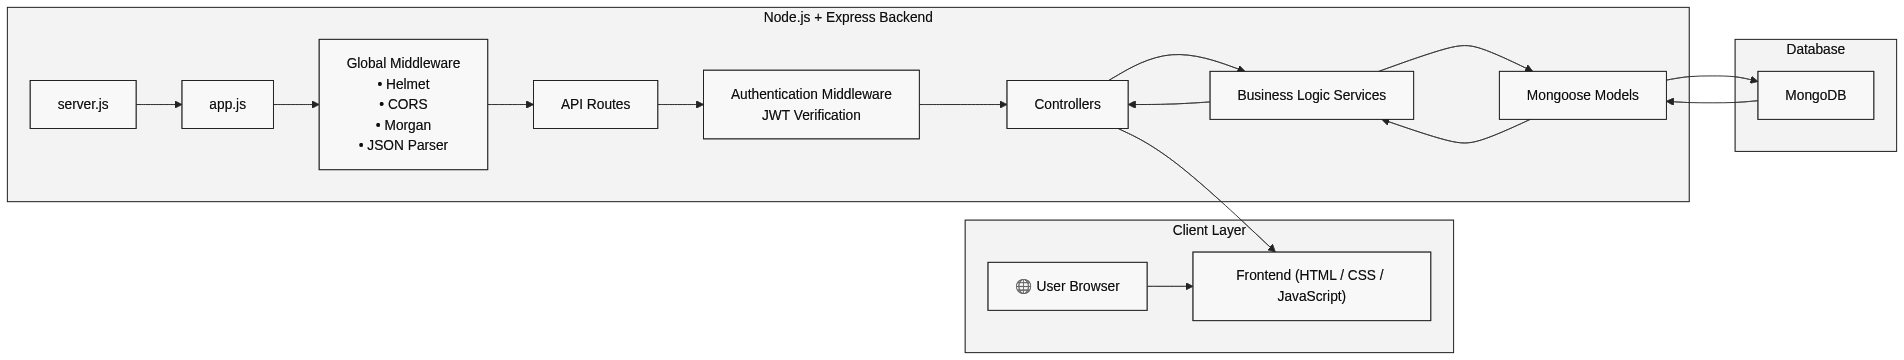 Node.js + Express Backend
server.js
app.js
Global Middleware
• Helmet
• CORS
• Morgan
• JSON Parser
API Routes
Authentication Middleware
JWT Verification
Controllers
Business Logic Services
Mongoose Models
Database
MongoDB
Client Layer
🌐 User Browser
Frontend (HTML / CSS /
JavaScript)